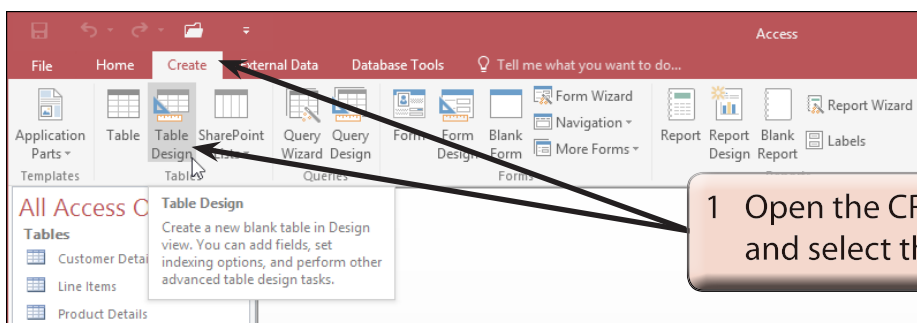 Access
File Home Create External Data Database Tools Tell me what you want to do...
Application Parts
Table
Table Design
SharePoint Lists
Query Wizard
Query Design
Form
Form Design
Blank Form
Form Wizard
Navigation
More Forms
Report
Report Design
Blank Report
Report Wizard
Labels
Templates
Tables
Queries
Forms
All Access
Tables
Customer
Line Items
Product Details
Table Design
Create a new blank table in Design
view. You can add fields, set
indexing options, and perform other
advanced table design tasks.
1 Open the
and select